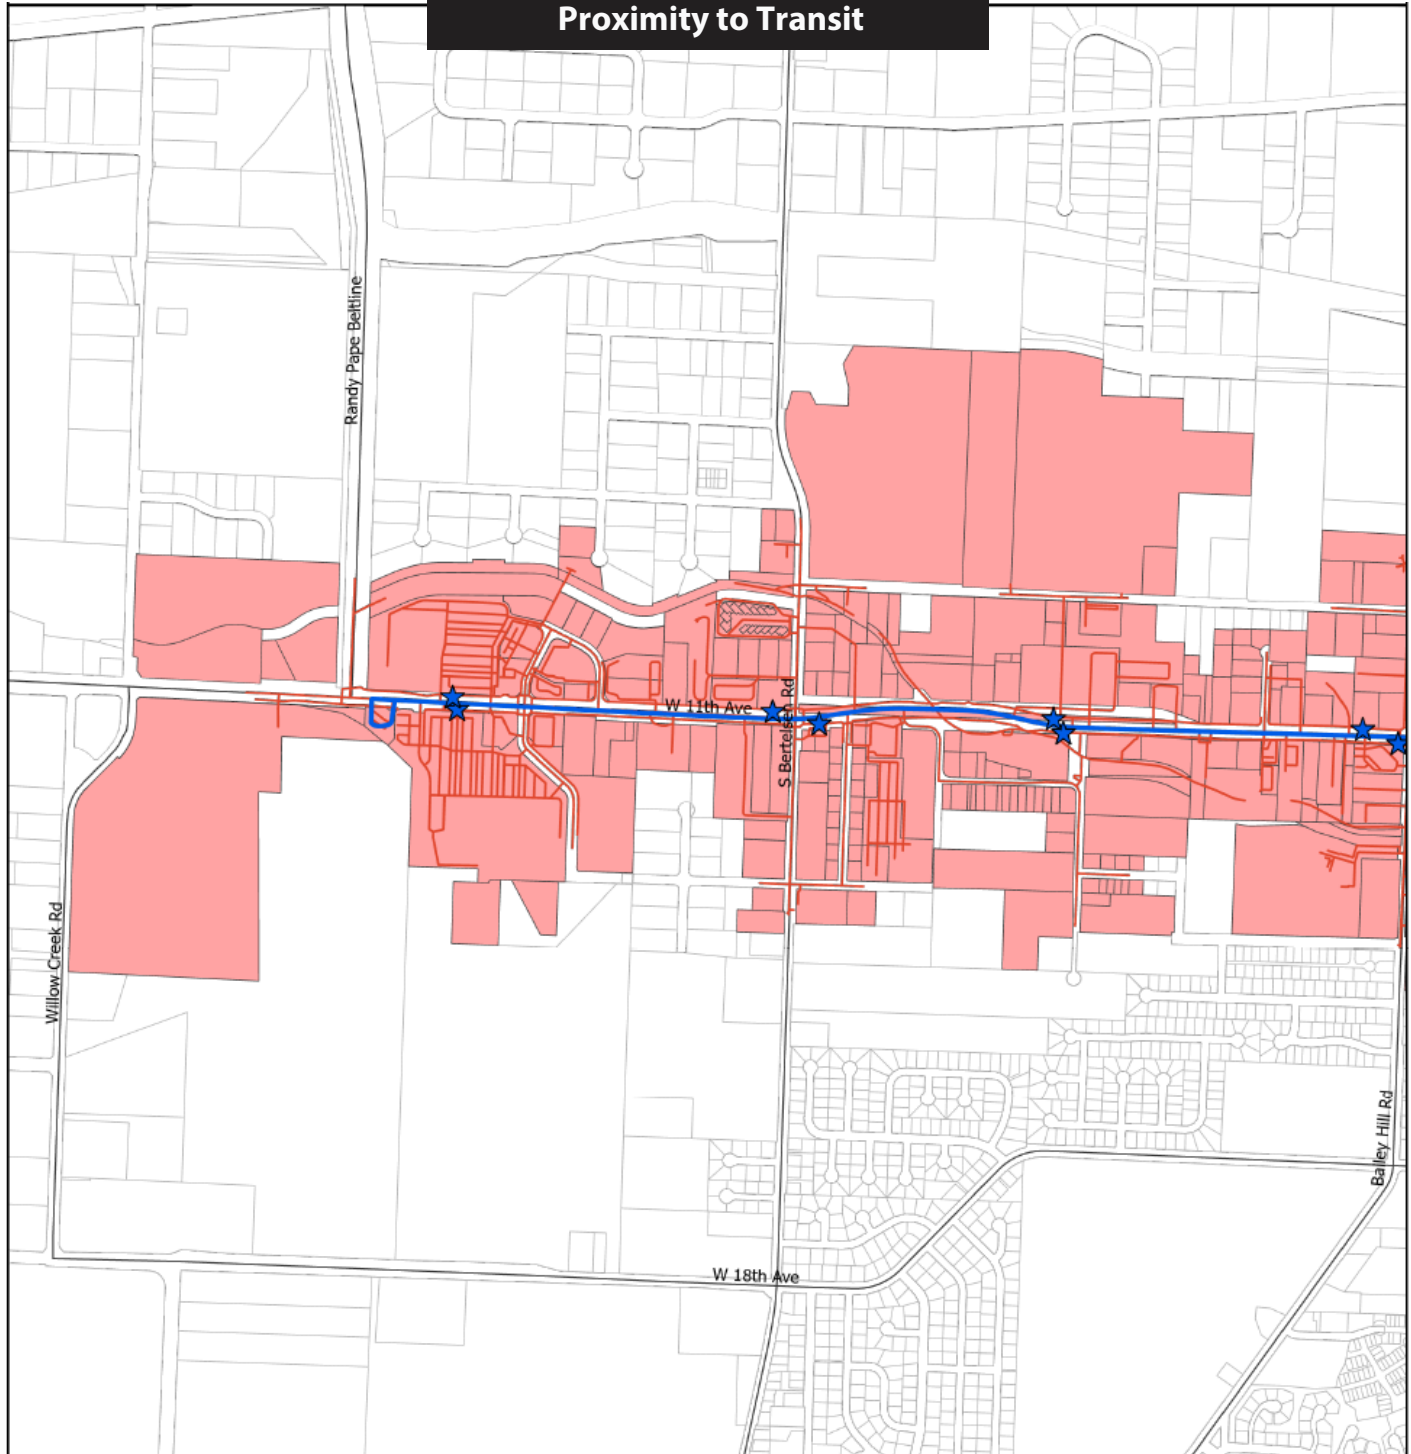 Proximity to Transit
Randy Pape Beltline
W 11th Ave
S Bertelsen Rd
Willow Creek Rd
Bailey Hill Rd
W 18th Ave